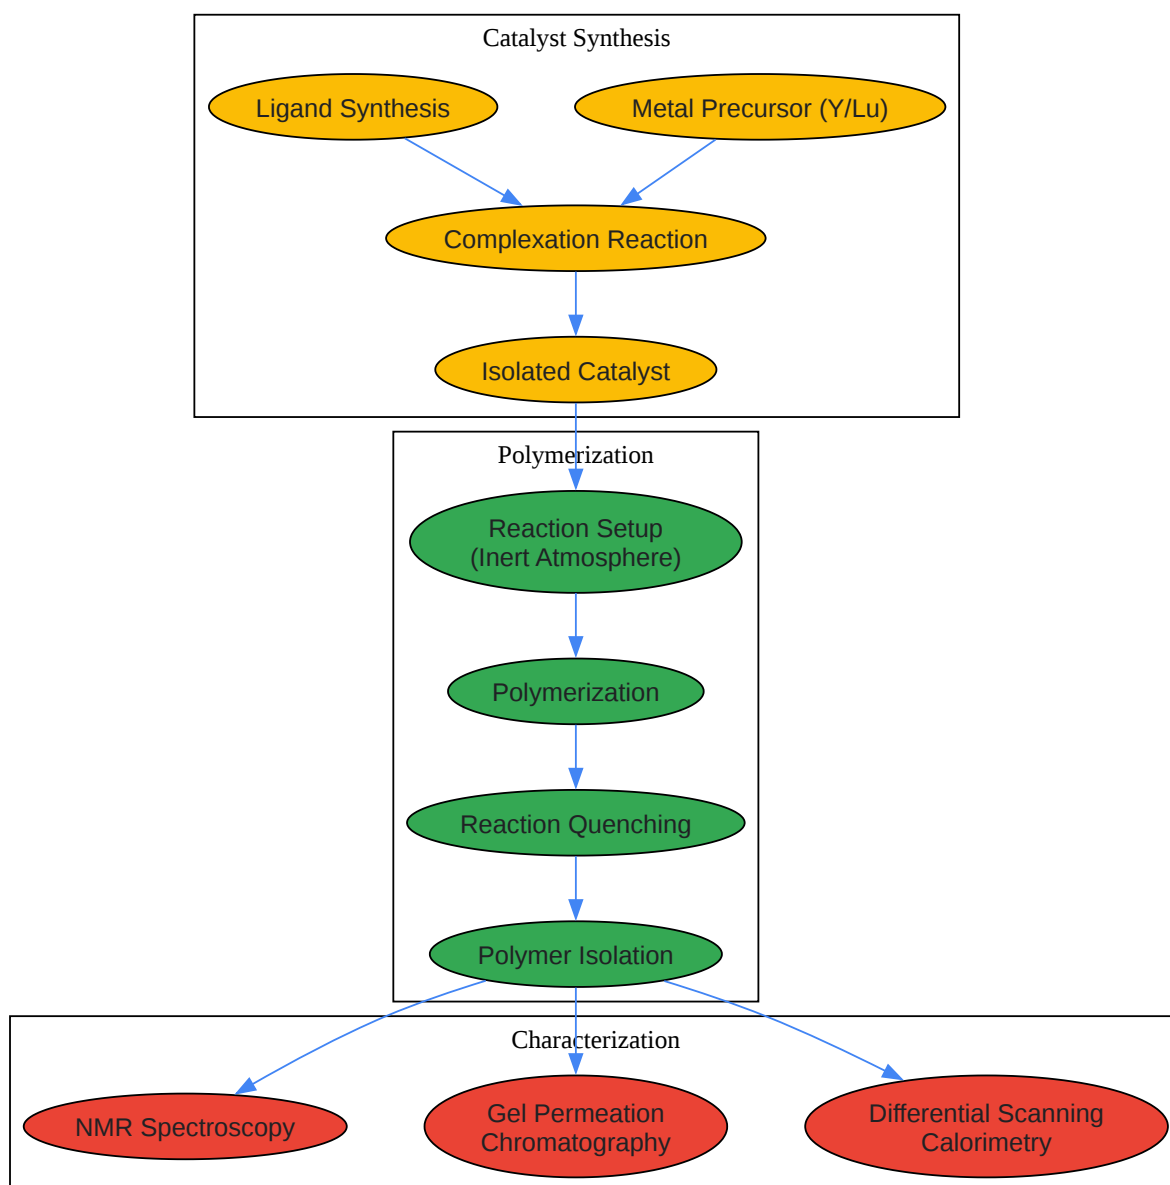 Catalyst Synthesis
Ligand Synthesis
Metal Precursor (Y/Lu)
Complexation Reaction
Isolated Catalyst
Polymerization
Reaction Setup
(Inert Atmosphere)
Polymerization
Reaction Quenching
Polymer Isolation
Characterization
NMR Spectroscopy
Gel Permeation
Chromatography
Differential Scanning
Calorimetry